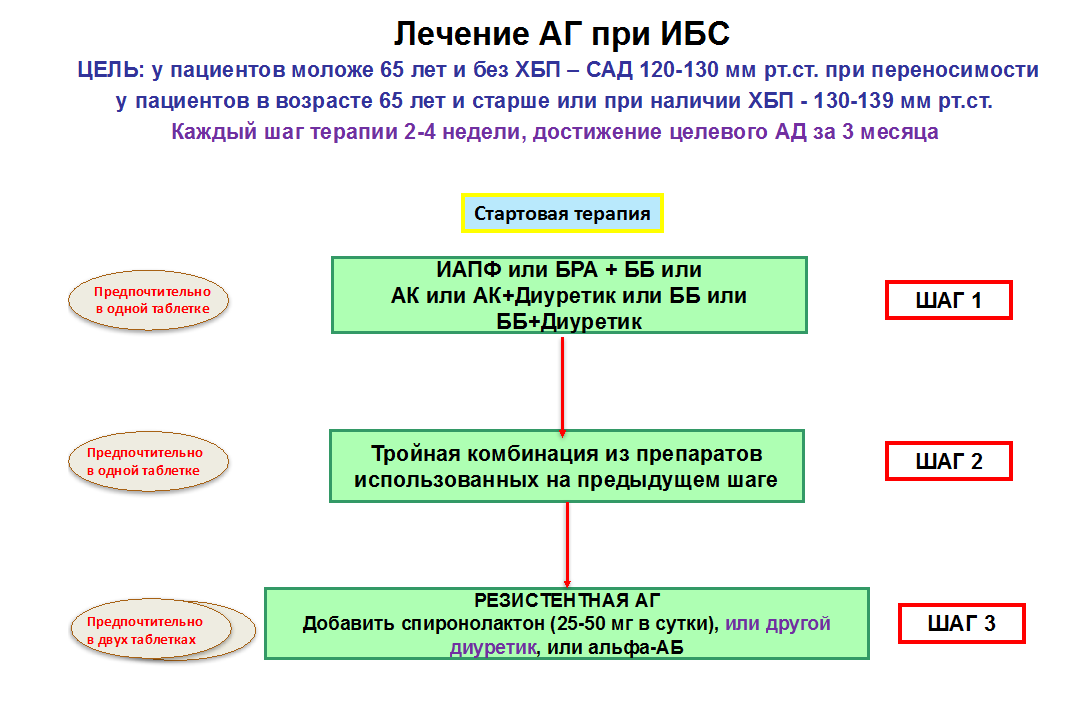 Лечение АГ при ИБС
ЦЕЛЬ: у пациентов моложе 65 лет и без ХБП – САД 120-130 мм рт.ст. при переносимости
у пациентов в возрасте 65 лет и старше или при наличии ХБП - 130-139 мм рт.ст.
Каждый шаг терапии 2-4 недели, достижение целевого АД за 3 месяца
Стартовая терапия
Предпочтительно
в одной таблетке
ИАПФ или БРА + ББ или
АК или АК+Диуретик или ББ или
ББ+Диуретик
ШАГ 1
Предпочтительно
в одной таблетке
Тройная комбинация из препаратов
использованных на предыдущем шаге
ШАГ 2
Предпочтительно
в двух таблетках
РЕЗИСТЕНТНАЯ АГ
Добавить спиронолактон (25-50 мг в сутки), или другой
диуретик, или альфа-АБ
ШАГ 3